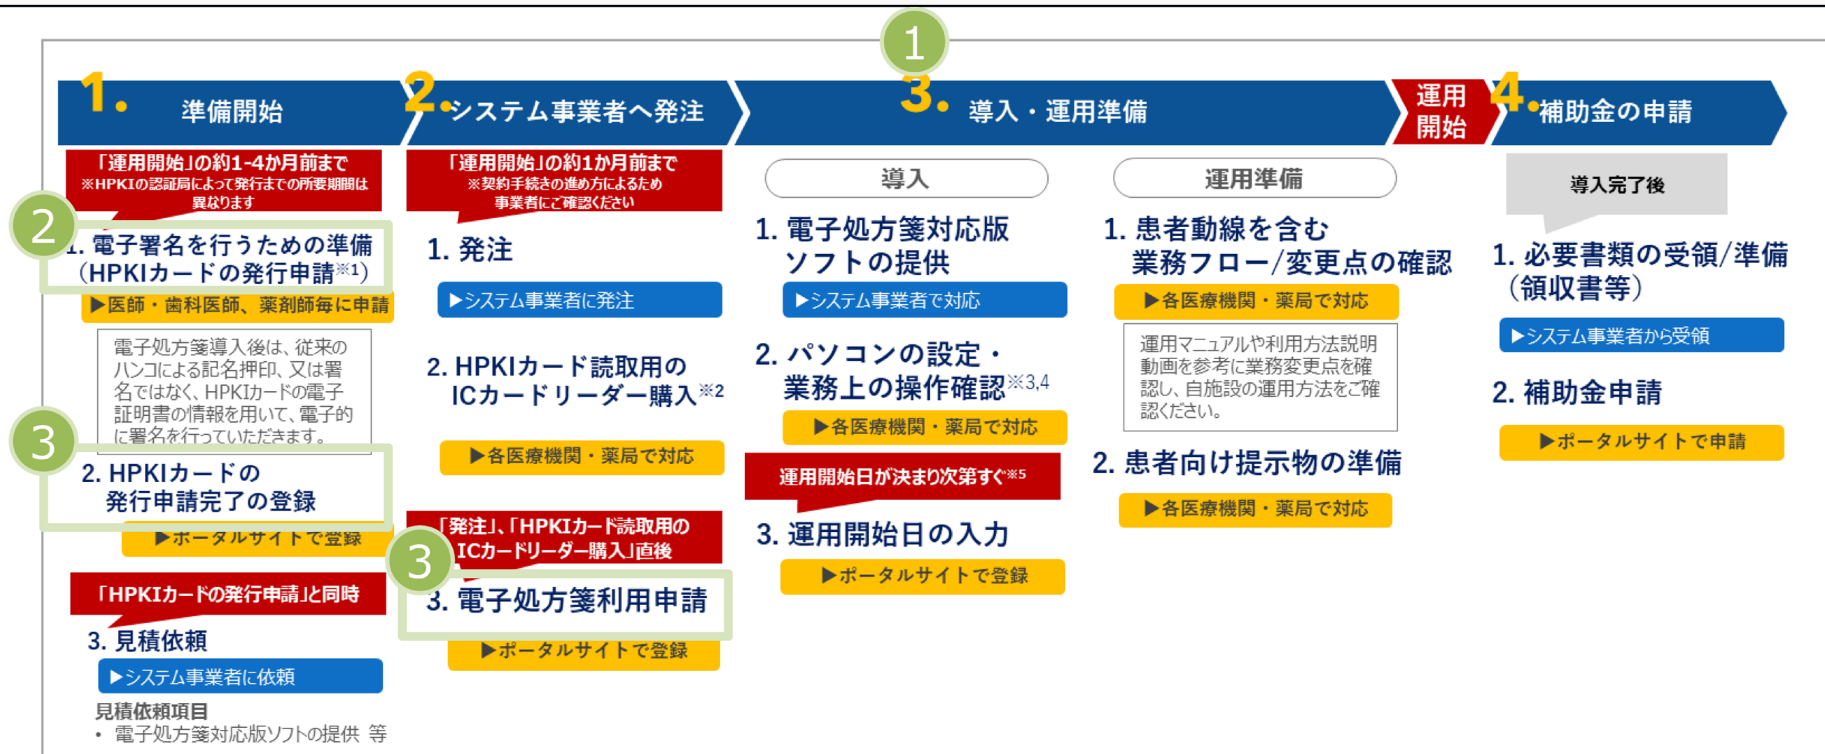 1
1. 準備開始
2. システム事業者へ発注
3. 導入・運用準備
運用
開始
4. 補助金の申請
「運用開始」の約1-4か月前まで
※HPKIの認証局によって発行までの所要期間は
異なります
2
1. 電子署名を行うための準備
（HPKIカードの発行申請※1）
▶医師・歯科医師、薬剤師毎に申請
電子処方箋導入後は、従来の
ハンコによる記名押印、又は署
名ではなく、HPKIカードの電子
証明書の情報を用いて、電子的
に署名を行っていただきます。
3
2. HPKIカードの
発行申請完了の登録
▶ポータルサイトで登録
「HPKIカードの発行申請」と同時
3. 見積依頼
▶システム事業者に依頼
見積依頼項目
• 電子処方箋対応版ソフトの提供 等
「運用開始」の約1か月前まで
※契約手続きの進め方によるため
事業者にご確認ください
1. 発注
▶システム事業者に発注
2. HPKIカード読取用の
ICカードリーダー購入※2
▶各医療機関・薬局で対応
「発注」、「HPKIカード読取用の
ICカードリーダー購入」直後
3
3. 電子処方箋利用申請
▶ポータルサイトで登録
導入
1. 電子処方箋対応版
ソフトの提供
▶システム事業者で対応
2. パソコンの設定・
業務上の操作確認※3,4
▶各医療機関・薬局で対応
運用開始日が決まり次第すぐ※5
3. 運用開始日の入力
▶ポータルサイトで登録
運用準備
1. 患者動線を含む
業務フロー/変更点の確認
▶各医療機関・薬局で対応
運用マニュアルや利用方法説明
動画を参考に業務変更点を確
認し、自施設の運用方法をご確
認ください。
2. 患者向け提示物の準備
▶各医療機関・薬局で対応
導入完了後
1. 必要書類の受領/準備
（領収書等）
▶システム事業者から受領
2. 補助金申請
▶ポータルサイトで申請